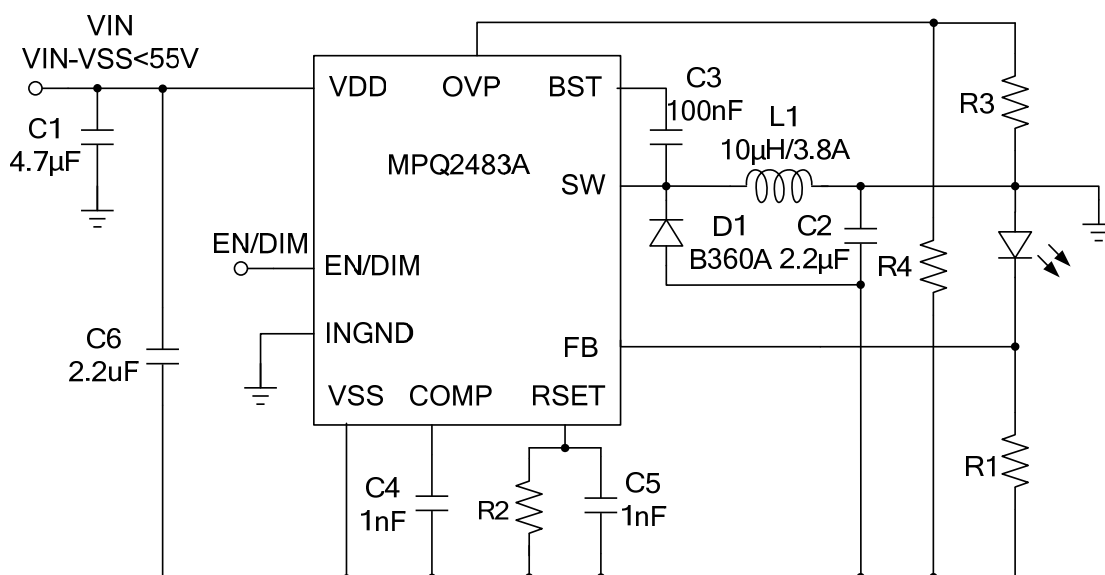 VIN
VIN-VSS<55V
C1
4.7µF
VDD
OVP
BST
MPQ2483A
SW
C3
100nF
L1
10µH/3.8A
R3
D1
B360A
C2
2.2µF
R4
EN/DIM
EN/DIM
INGND
FB
C6
2.2uF
VSS
COMP
RSET
C4
1nF
R2
C5
1nF
R1